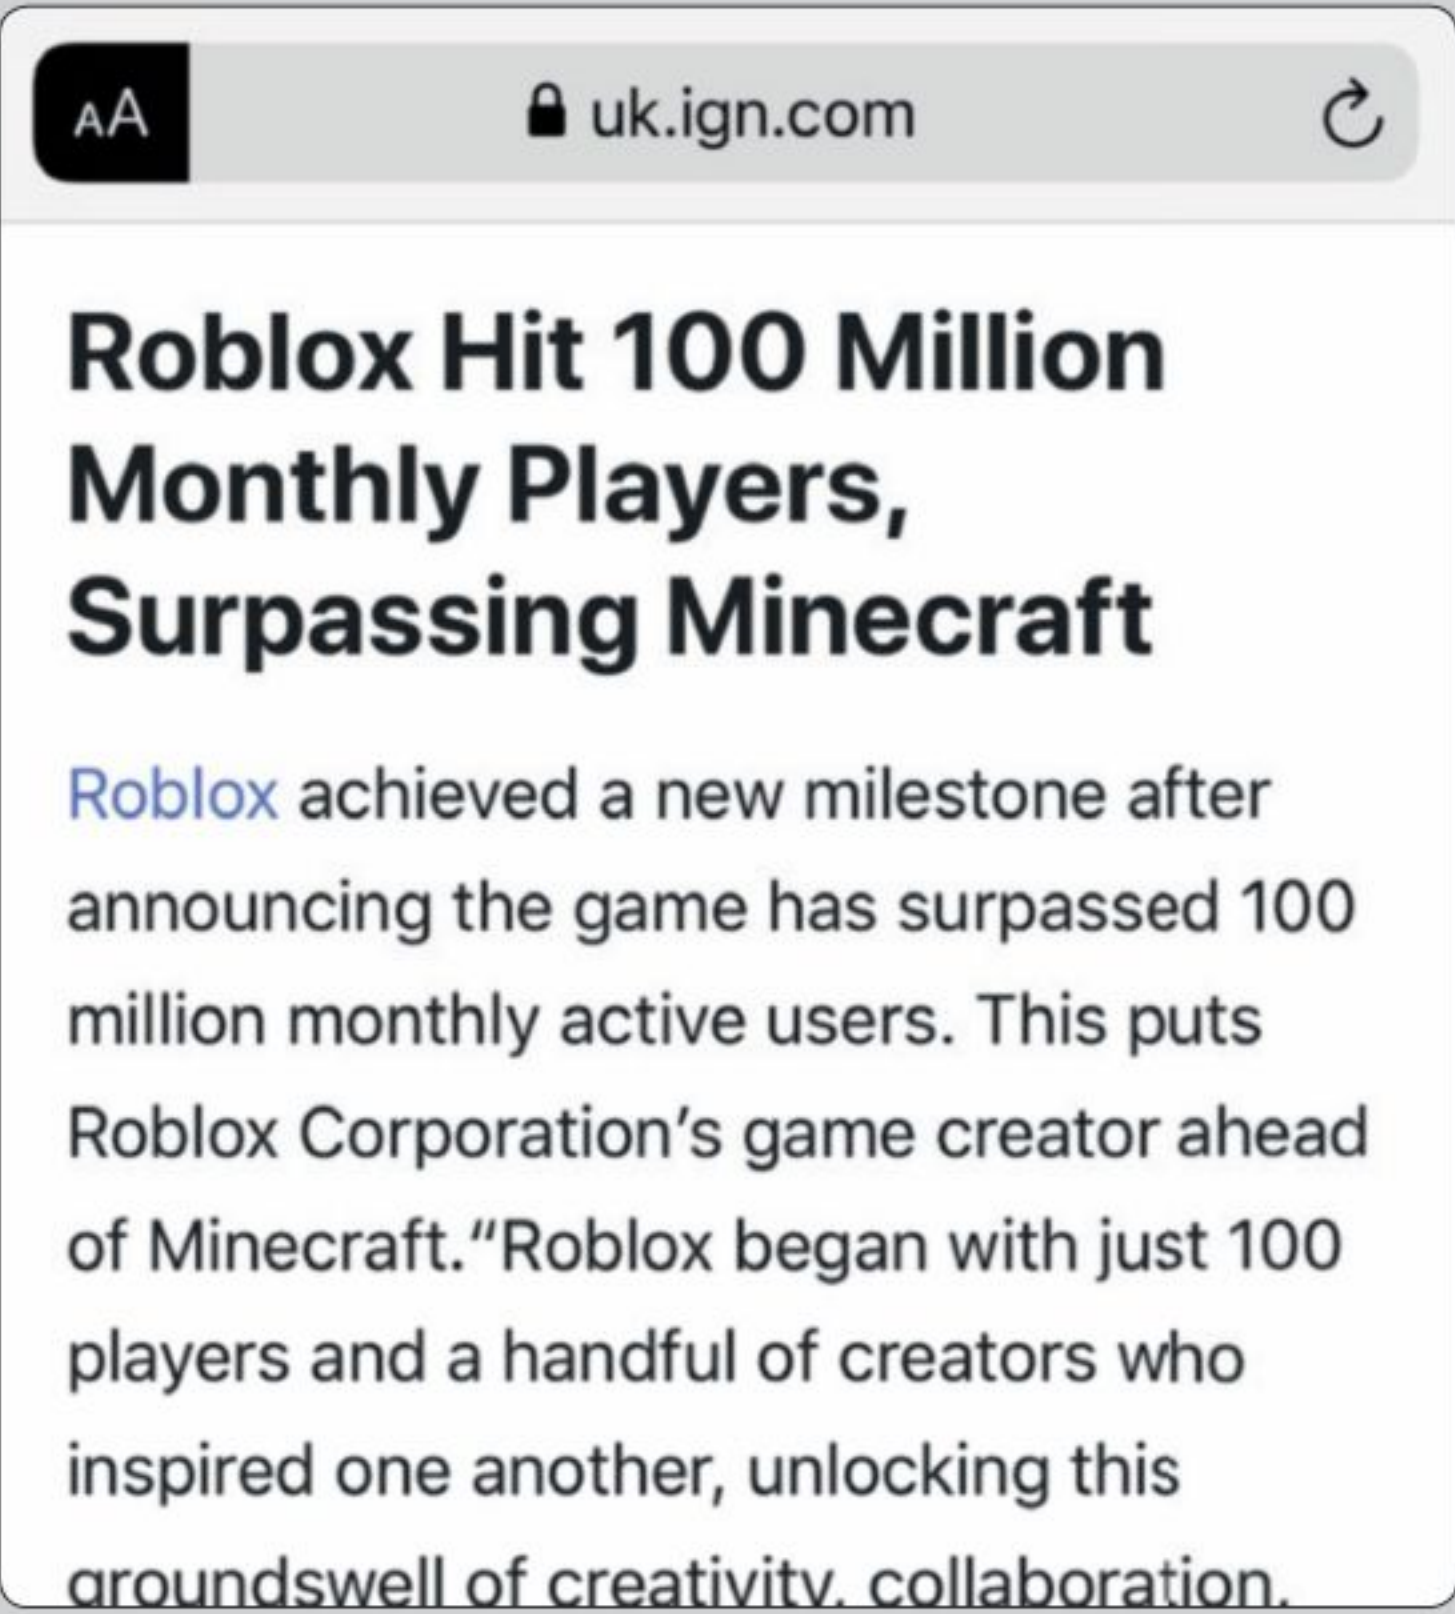 AA uk.ign.com
Roblox Hit 100 Million
Monthly Players,
Surpassing Minecraft
Roblox achieved a new milestone after
announcing the game has surpassed 100
million monthly active users. This puts
Roblox Corporation’s game creator ahead
of Minecraft.“Roblox began with just 100
players and a handful of creators who
inspired one another, unlocking this
groundswell of creativity, collaboration,